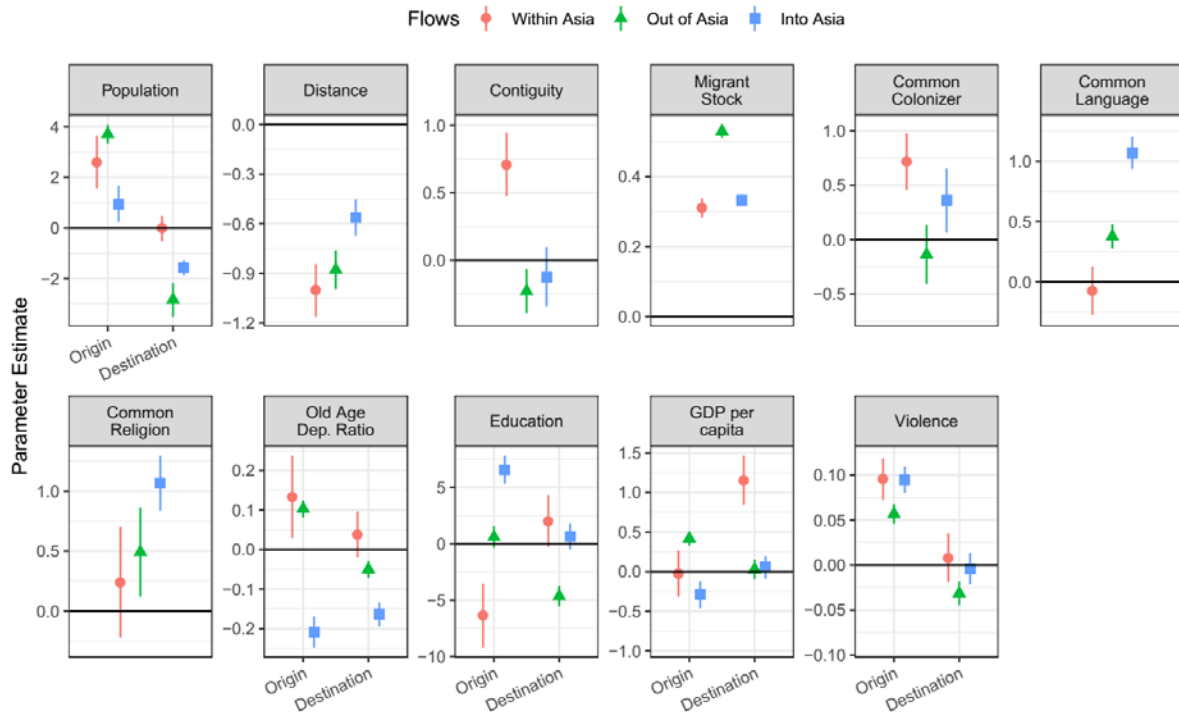 Flows Within Asia Out of Asia Into Asia
Parameter Estimate
Population
4
2
0
−2
Origin
Destination
Distance
0.0
−0.3
−0.6
−0.9
−1.2
Contiguity
1.0
0.5
0.0
Migrant
Stock
0.4
0.2
0.0
Common
Colonizer
1.0
0.5
0.0
−0.5
Common
Language
1.0
0.5
0.0
Common
Religion
1.0
0.5
0.0
Old Age
Dep. Ratio
0.2
0.1
0.0
−0.1
−0.2
Origin
Destination
Education
5
0
−5
−10
Origin
Destination
GDP per
capita
1.5
1.0
0.5
0.0
−0.5
−1.0
Origin
Destination
Violence
0.10
0.05
0.00
−0.05
−0.10
Origin
Destination